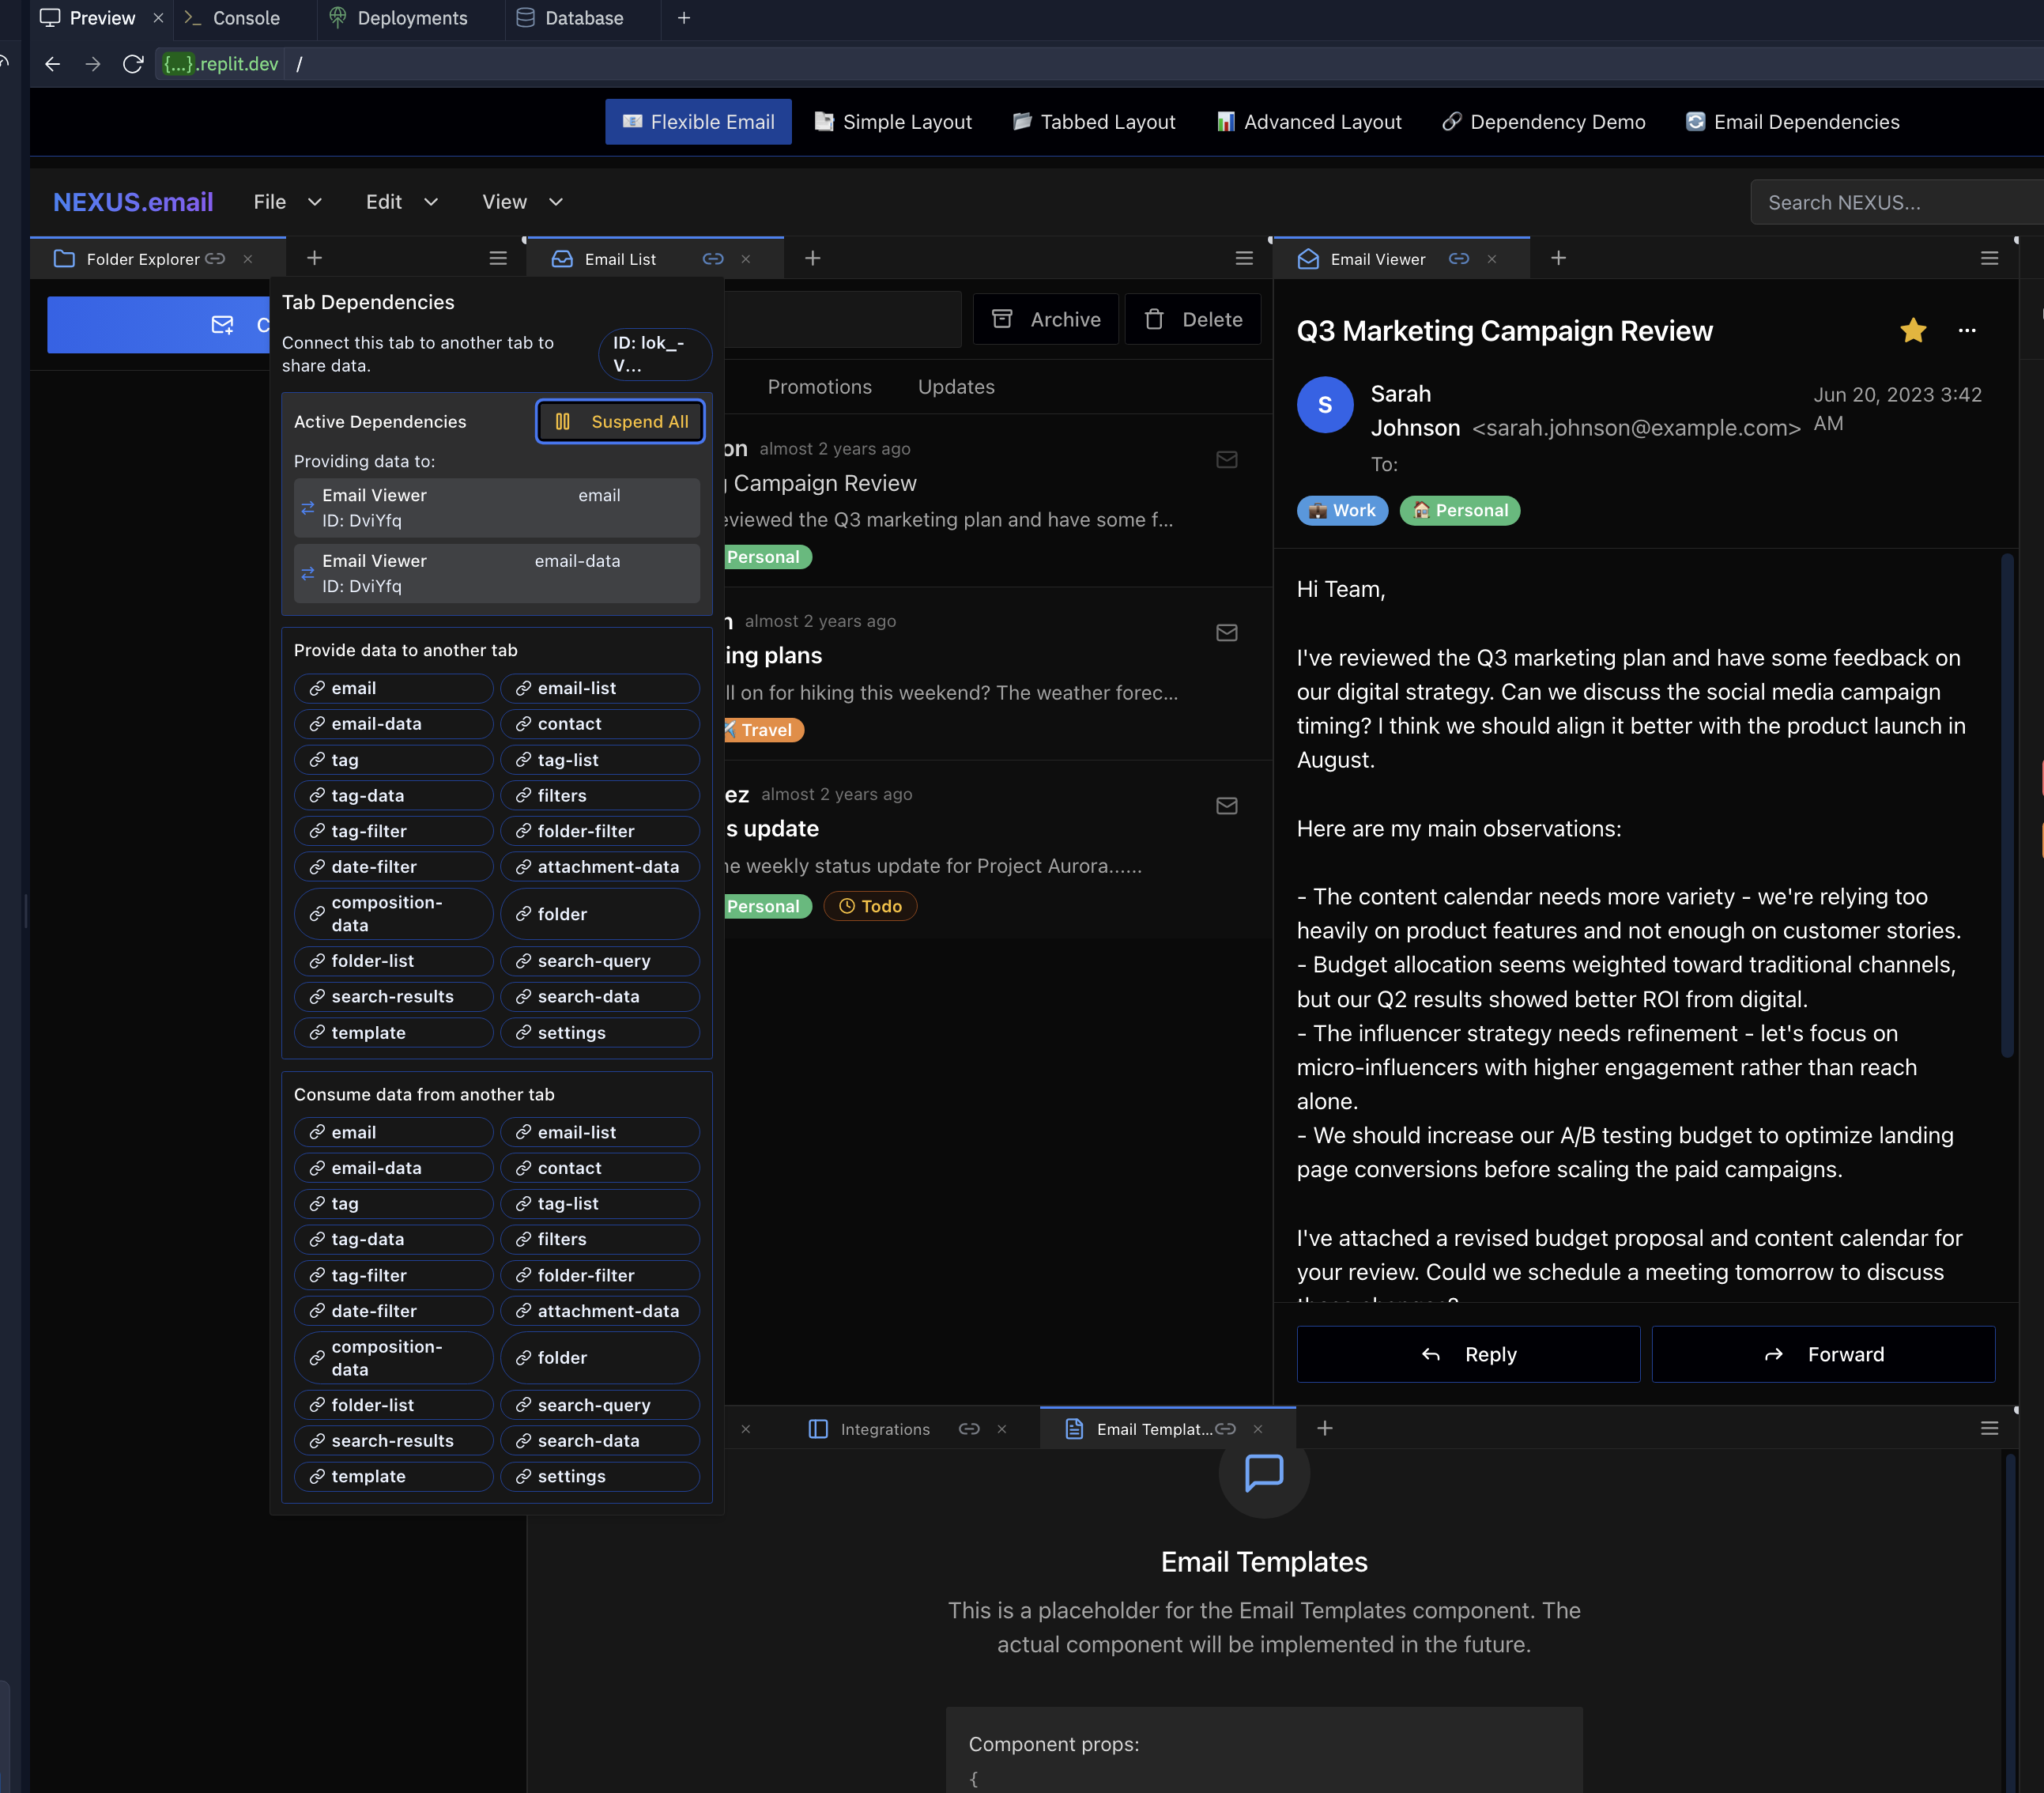 Preview
Console
Deployments
Database
{...}.replit.dev /
Flexible Email
Simple Layout
Tabbed Layout
Advanced Layout
Dependency Demo
Email Dependencies
NEXUS.email
File
Edit
View
Search NEXUS...
Folder Explorer
Email List
Email Viewer
C
Tab Dependencies
Connect this tab to another tab to
share data.
ID: lok_-
V...
Active Dependencies
Suspend All
Providing data to:
Email Viewer
email
ID: DviYfq
Email Viewer
email-data
ID: DviYfq
Provide data to another tab
email
email-list
email-data
contact
tag
tag-list
tag-data
filters
tag-filter
folder-filter
date-filter
attachment-data
composition-
data
folder
folder-list
search-query
search-results
search-data
template
settings
Consume data from another tab
email
email-list
email-data
contact
tag
tag-list
tag-data
filters
tag-filter
folder-filter
date-filter
attachment-data
composition-
data
folder
folder-list
search-query
search-results
search-data
template
settings
Archive
Delete
Promotions
Updates
on almost 2 years ago
Campaign Review
eviewed the Q3 marketing plan and have some f...
Personal
almost 2 years ago
ing plans
ll on for hiking this weekend? The weather forec...
Travel
ez almost 2 years ago
s update
ne weekly status update for Project Aurora......
Personal
Todo
Q3 Marketing Campaign Review
S
Sarah
Johnson <sarah.johnson@example.com>
Jun 20, 2023 3:42
AM
To:
Work
Personal
Hi Team,
I've reviewed the Q3 marketing plan and have some feedback on
our digital strategy. Can we discuss the social media campaign
timing? I think we should align it better with the product launch in
August.
Here are my main observations:
- The content calendar needs more variety - we're relying too
heavily on product features and not enough on customer stories.
- Budget allocation seems weighted toward traditional channels,
but our Q2 results showed better ROI from digital.
- The influencer strategy needs refinement - let's focus on
micro-influencers with higher engagement rather than reach
alone.
- We should increase our A/B testing budget to optimize landing
page conversions before scaling the paid campaigns.
I've attached a revised budget proposal and content calendar for
your review. Could we schedule a meeting tomorrow to discuss
Reply
Forward
Integrations
Email Templat...
Email Templates
This is a placeholder for the Email Templates component. The
actual component will be implemented in the future.
Component props:
{